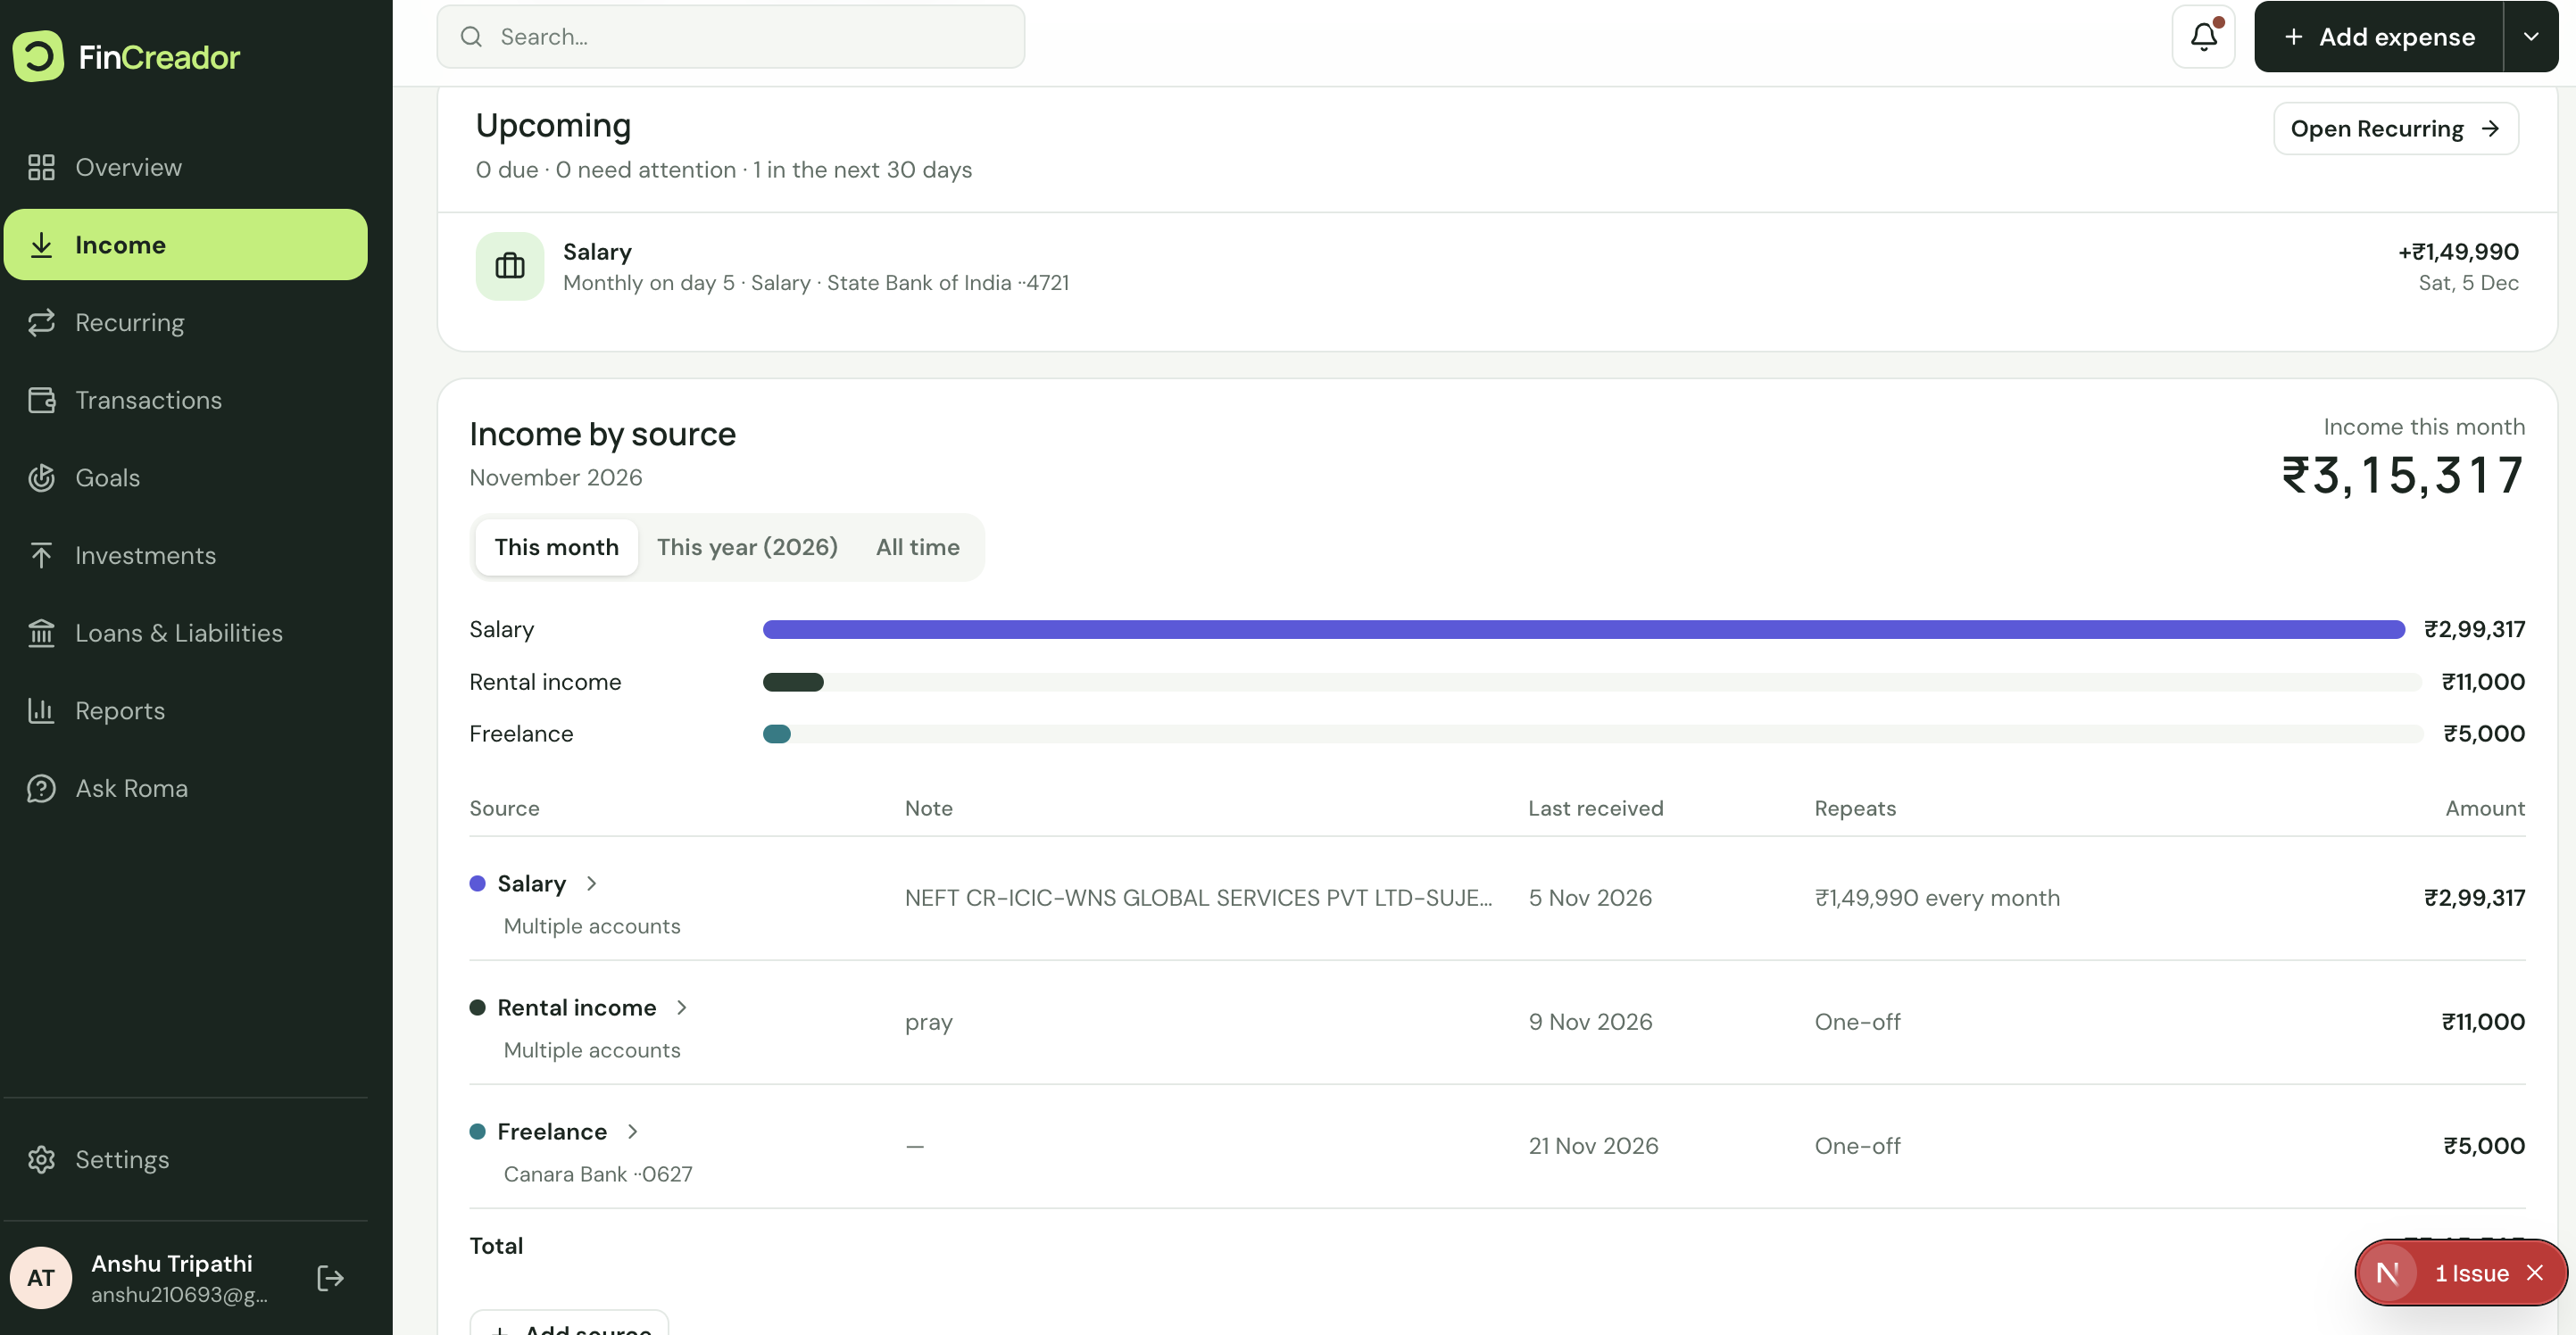 FinCreador
Search...
Add expense
Overview
Income
Recurring
Transactions
Goals
Investments
Loans & Liabilities
Reports
Ask Roma
Settings
AT
Anshu Tripathi
anshu210693@g...
Upcoming
Open Recurring
0 due · 0 need attention · 1 in the next 30 days
Salary +₹1,49,990
Monthly on day 5 · Salary · State Bank of India ··4721 Sat, 5 Dec
Income by source
November 2026
Income this month
₹3,15,317
This month This year (2026) All time
Salary ₹2,99,317
Rental income ₹11,000
Freelance ₹5,000
Source Note Last received Repeats Amount
Salary
Multiple accounts
NEFT CR-ICIC-WNS GLOBAL SERVICES PVT LTD-SUJE... 5 Nov 2026 ₹1,49,990 every month ₹2,99,317
Rental income
Multiple accounts
pray 9 Nov 2026 One-off ₹11,000
Freelance
Canara Bank ··0627
— 21 Nov 2026 One-off ₹5,000
Total
N 1 Issue
Add source